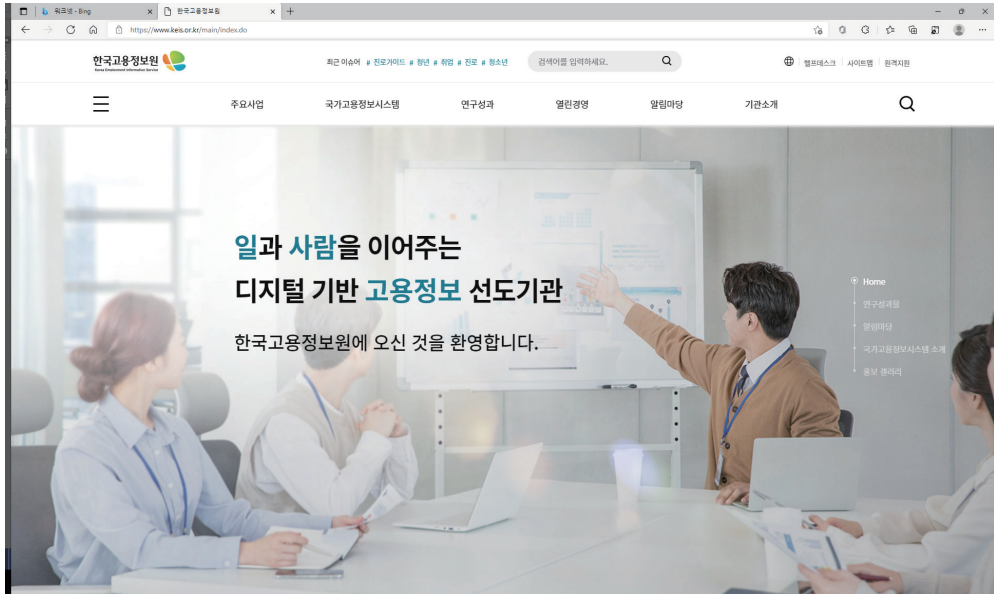 워크넷 - Bing
한국고용정보원
https://www.keis.or.kr/main/index.do
한국고용정보원
Korea Employment Information Service
최근 이슈어 # 진로가이드 # 청년 # 취업 # 진로 # 청소년
검색어를 입력하세요.
헬프데스크 사이트맵 원격지원
주요사업 국가고용정보시스템 연구성과 열린경영 알림마당 기관소개
일과 사람을 이어주는
디지털 기반 고용정보 선도기관
한국고용정보원에 오신 것을 환영합니다.
Home
연구성과물
알림마당
국가고용정보시스템 소개
홍보 갤러리